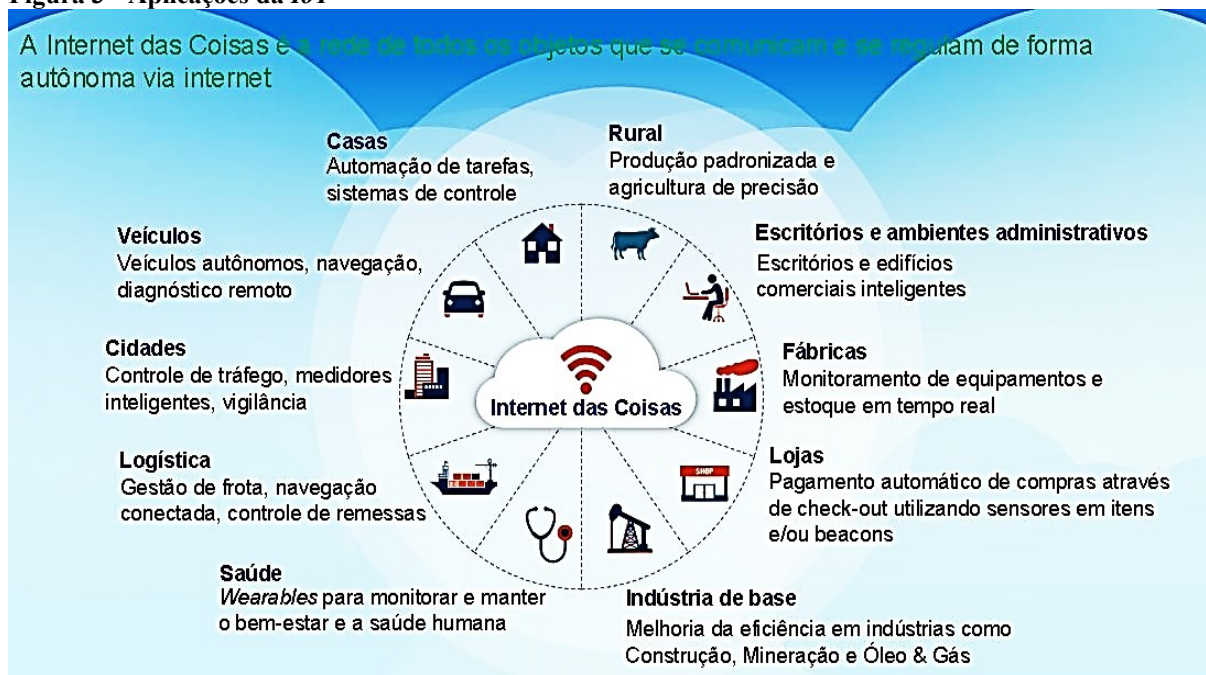 Figura 3 - Aplicações da IoT
A Internet das Coisas é a rede de todos os objetos que se comunicam e se regulam de forma
autônoma via internet
Casas
Automação de tarefas,
sistemas de controle
Rural
Produção padronizada e
agricultura de precisão
Veículos
Veículos autônomos, navegação,
diagnóstico remoto
Escritórios e ambientes administrativos
Escritórios e edifícios
comerciais inteligentes
Cidades
Controle de tráfego, medidores
inteligentes, vigilância
Internet das Coisas
Fábricas
Monitoramento de equipamentos e
estoque em tempo real
Logística
Gestão de frota, navegação
conectada, controle de remessas
SHOP
Lojas
Pagamento automático de compras através
de check-out utilizando sensores em itens
e/ou beacons
Saúde
Wearables para monitorar e manter
o bem-estar e a saúde humana
Indústria de base
Melhoria da eficiência em indústrias como
Construção, Mineração e Óleo & Gás